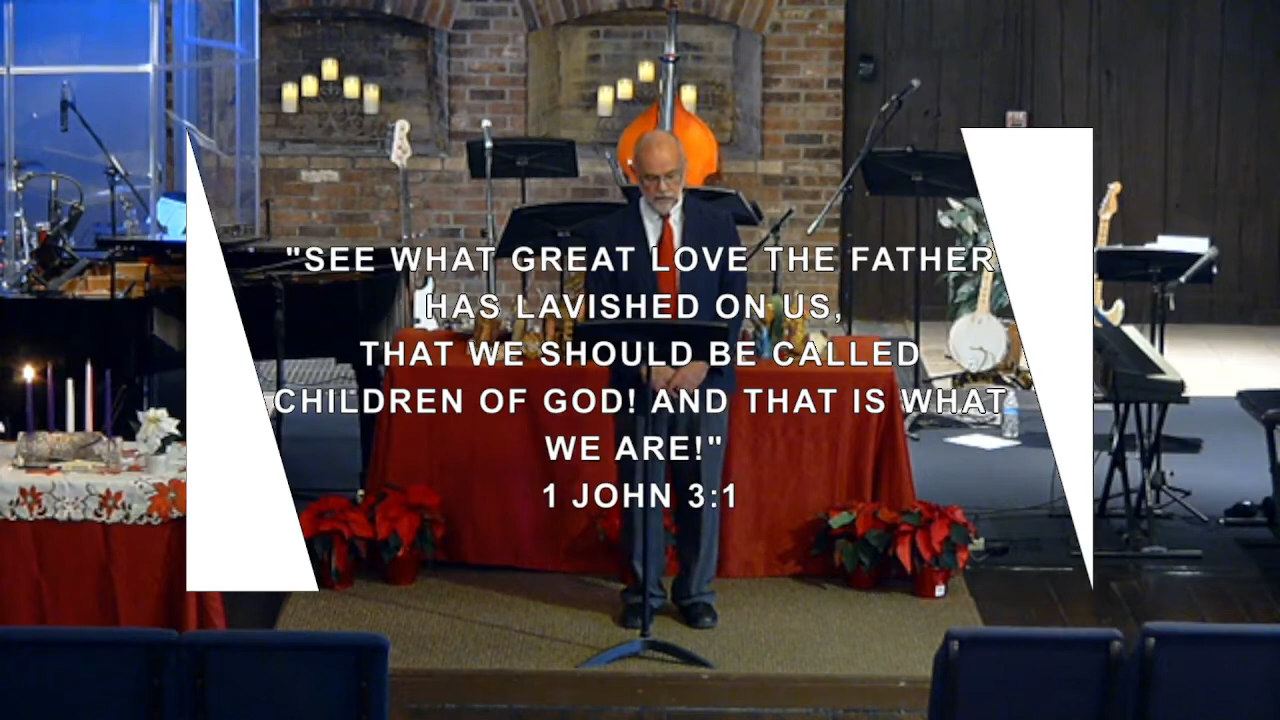 "SEE WHAT GREAT LOVE THE FATHER
HAS LAVISHED ON US,
THAT WE SHOULD BE CALLED
CHILDREN OF GOD! AND THAT IS WHAT
WE ARE!"
1 JOHN 3:1